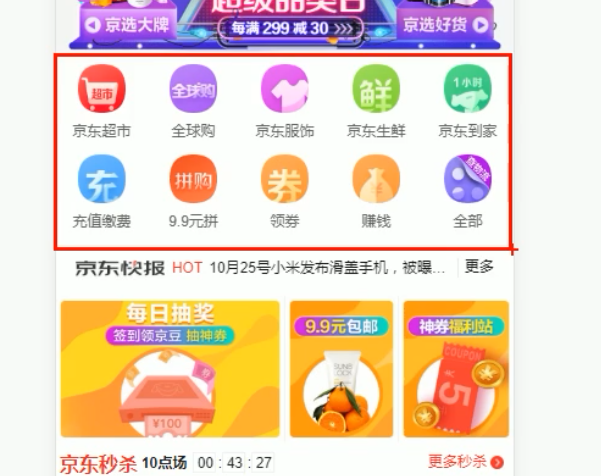 超级品类日
京选大牌
每满 299 减 30 >>>
京选好货
超市
全球购
鲜
1小时
京东超市
全球购
京东服饰
京东生鲜
京东到家
充
拼购
券
查物流
充值缴费
9.9元拼
领券
赚钱
全部
京东快报
HOT
10月25号小米发布滑盖手机，被曝...
更多
每日抽奖
签到领京豆 抽神券
¥100
9.9元包邮
神券福利站
COUPON
5
京东秒杀
10点场
00 : 43 : 27
更多秒杀